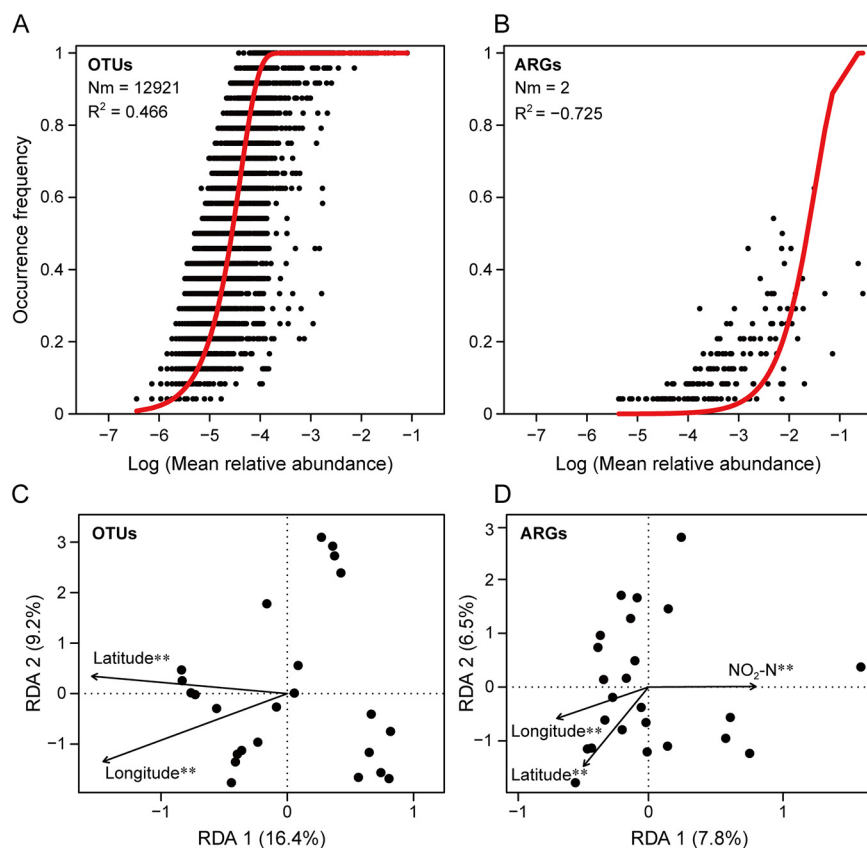 A
OTUs
Nm = 12921
R² = 0.466
Occurrence frequency
1
0.8
0.6
0.4
0.2
0
−7 −6 −5 −4 −3 −2 −1
Log (Mean relative abundance)
B
ARGs
Nm = 2
R² = −0.725
1
0.8
0.6
0.4
0.2
0
−7 −6 −5 −4 −3 −2 −1
Log (Mean relative abundance)
C
OTUs
RDA 2 (9.2%)
3
2
1
0
−1
Latitude**
Longitude**
−1 0 1
RDA 1 (16.4%)
D
ARGs
RDA 2 (6.5%)
3
2
1
0
−1
NO₂-N**
Longitude**
Latitude**
−1 0 1
RDA 1 (7.8%)